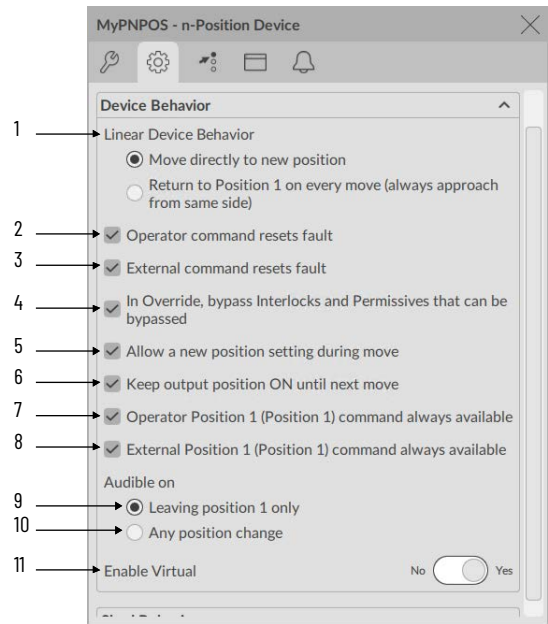 MyPNPOS - n-Position Device
Device Behavior
1
Linear Device Behavior
Move directly to new position
Return to Position 1 on every move (always approach
from same side)
2
Operator command resets fault
3
External command resets fault
4
In Override, bypass Interlocks and Permissives that can be
bypassed
5
Allow a new position setting during move
6
Keep output position ON until next move
7
Operator Position 1 (Position 1) command always available
8
External Position 1 (Position 1) command always available
Audible on
9
Leaving position 1 only
10
Any position change
11
Enable Virtual
No
Yes